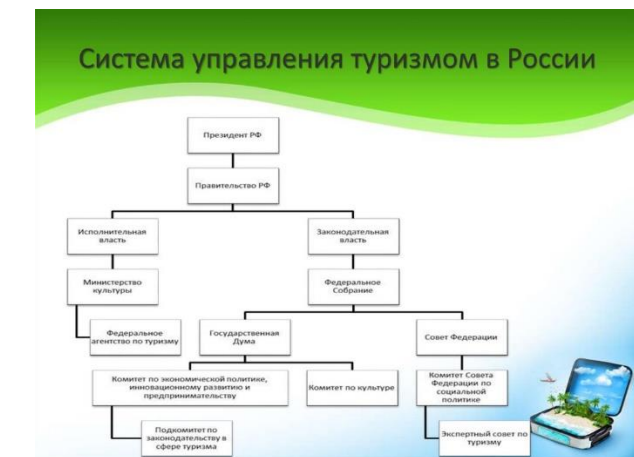 Система управления туризмом в России
Президент РФ
Правительство РФ
Исполнительная
власть
Законодательная
власть
Министерство
культуры
Федеральное
Собрание
Федеральное
агентство по туризму
Государственная
Дума
Совет Федерации
Комитет по экономической политике,
инновационному развитию и
предпринимательству
Комитет по культуре
Комитет Совета
Федерации по
социальной
политике
Подкомитет по
законодательству в
сфере туризма
Экспертный совет по
туризму